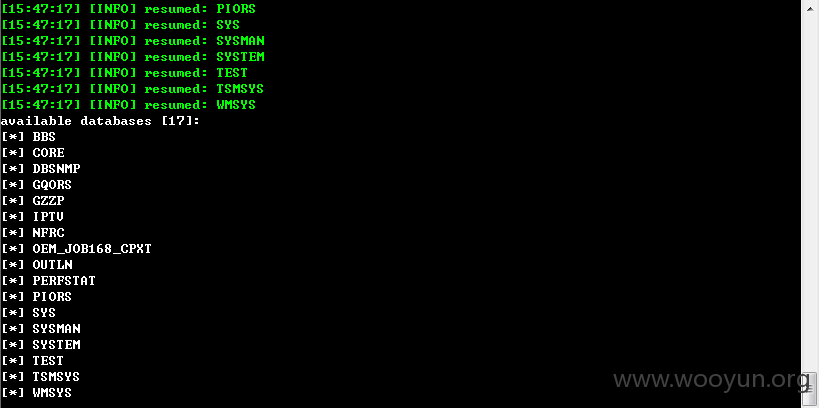 [15:47:17] [INFO] resumed: PIORS
[15:47:17] [INFO] resumed: SYS
[15:47:17] [INFO] resumed: SYSMAN
[15:47:17] [INFO] resumed: SYSTEM
[15:47:17] [INFO] resumed: TEST
[15:47:17] [INFO] resumed: TSMSYS
[15:47:17] [INFO] resumed: WMSYS
available databases [17]:
[*] BBS
[*] CORE
[*] DBSNMP
[*] GQORS
[*] GZZP
[*] IPTV
[*] NFRC
[*] OEM_JOB168_CPXT
[*] OUTLN
[*] PERFSTAT
[*] PIORS
[*] SYS
[*] SYSMAN
[*] SYSTEM
[*] TEST
[*] TSMSYS
[*] WMSYS
www.wooyun.org